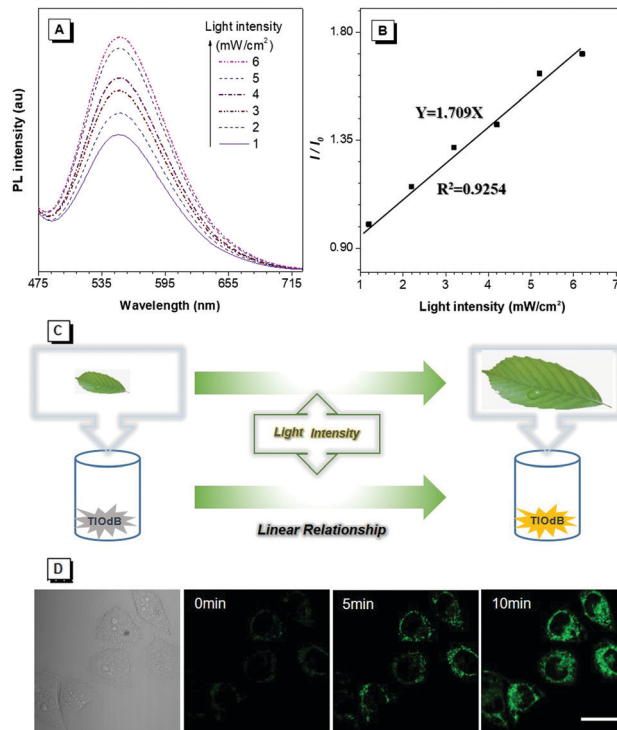 A
Light intensity
(mW/cm²)
6
5
4
3
2
1
PL intensity (au)
475 535 595 655 715
Wavelength (nm)
B
1.80
1.35
0.90
I / I₀
Y=1.709X
R²=0.9254
1 2 3 4 5 6 7
Light intensity (mW/cm²)
C
Light Intensity
TIOdB
TIOdB
Linear Relationship
D
0min
5min
10min